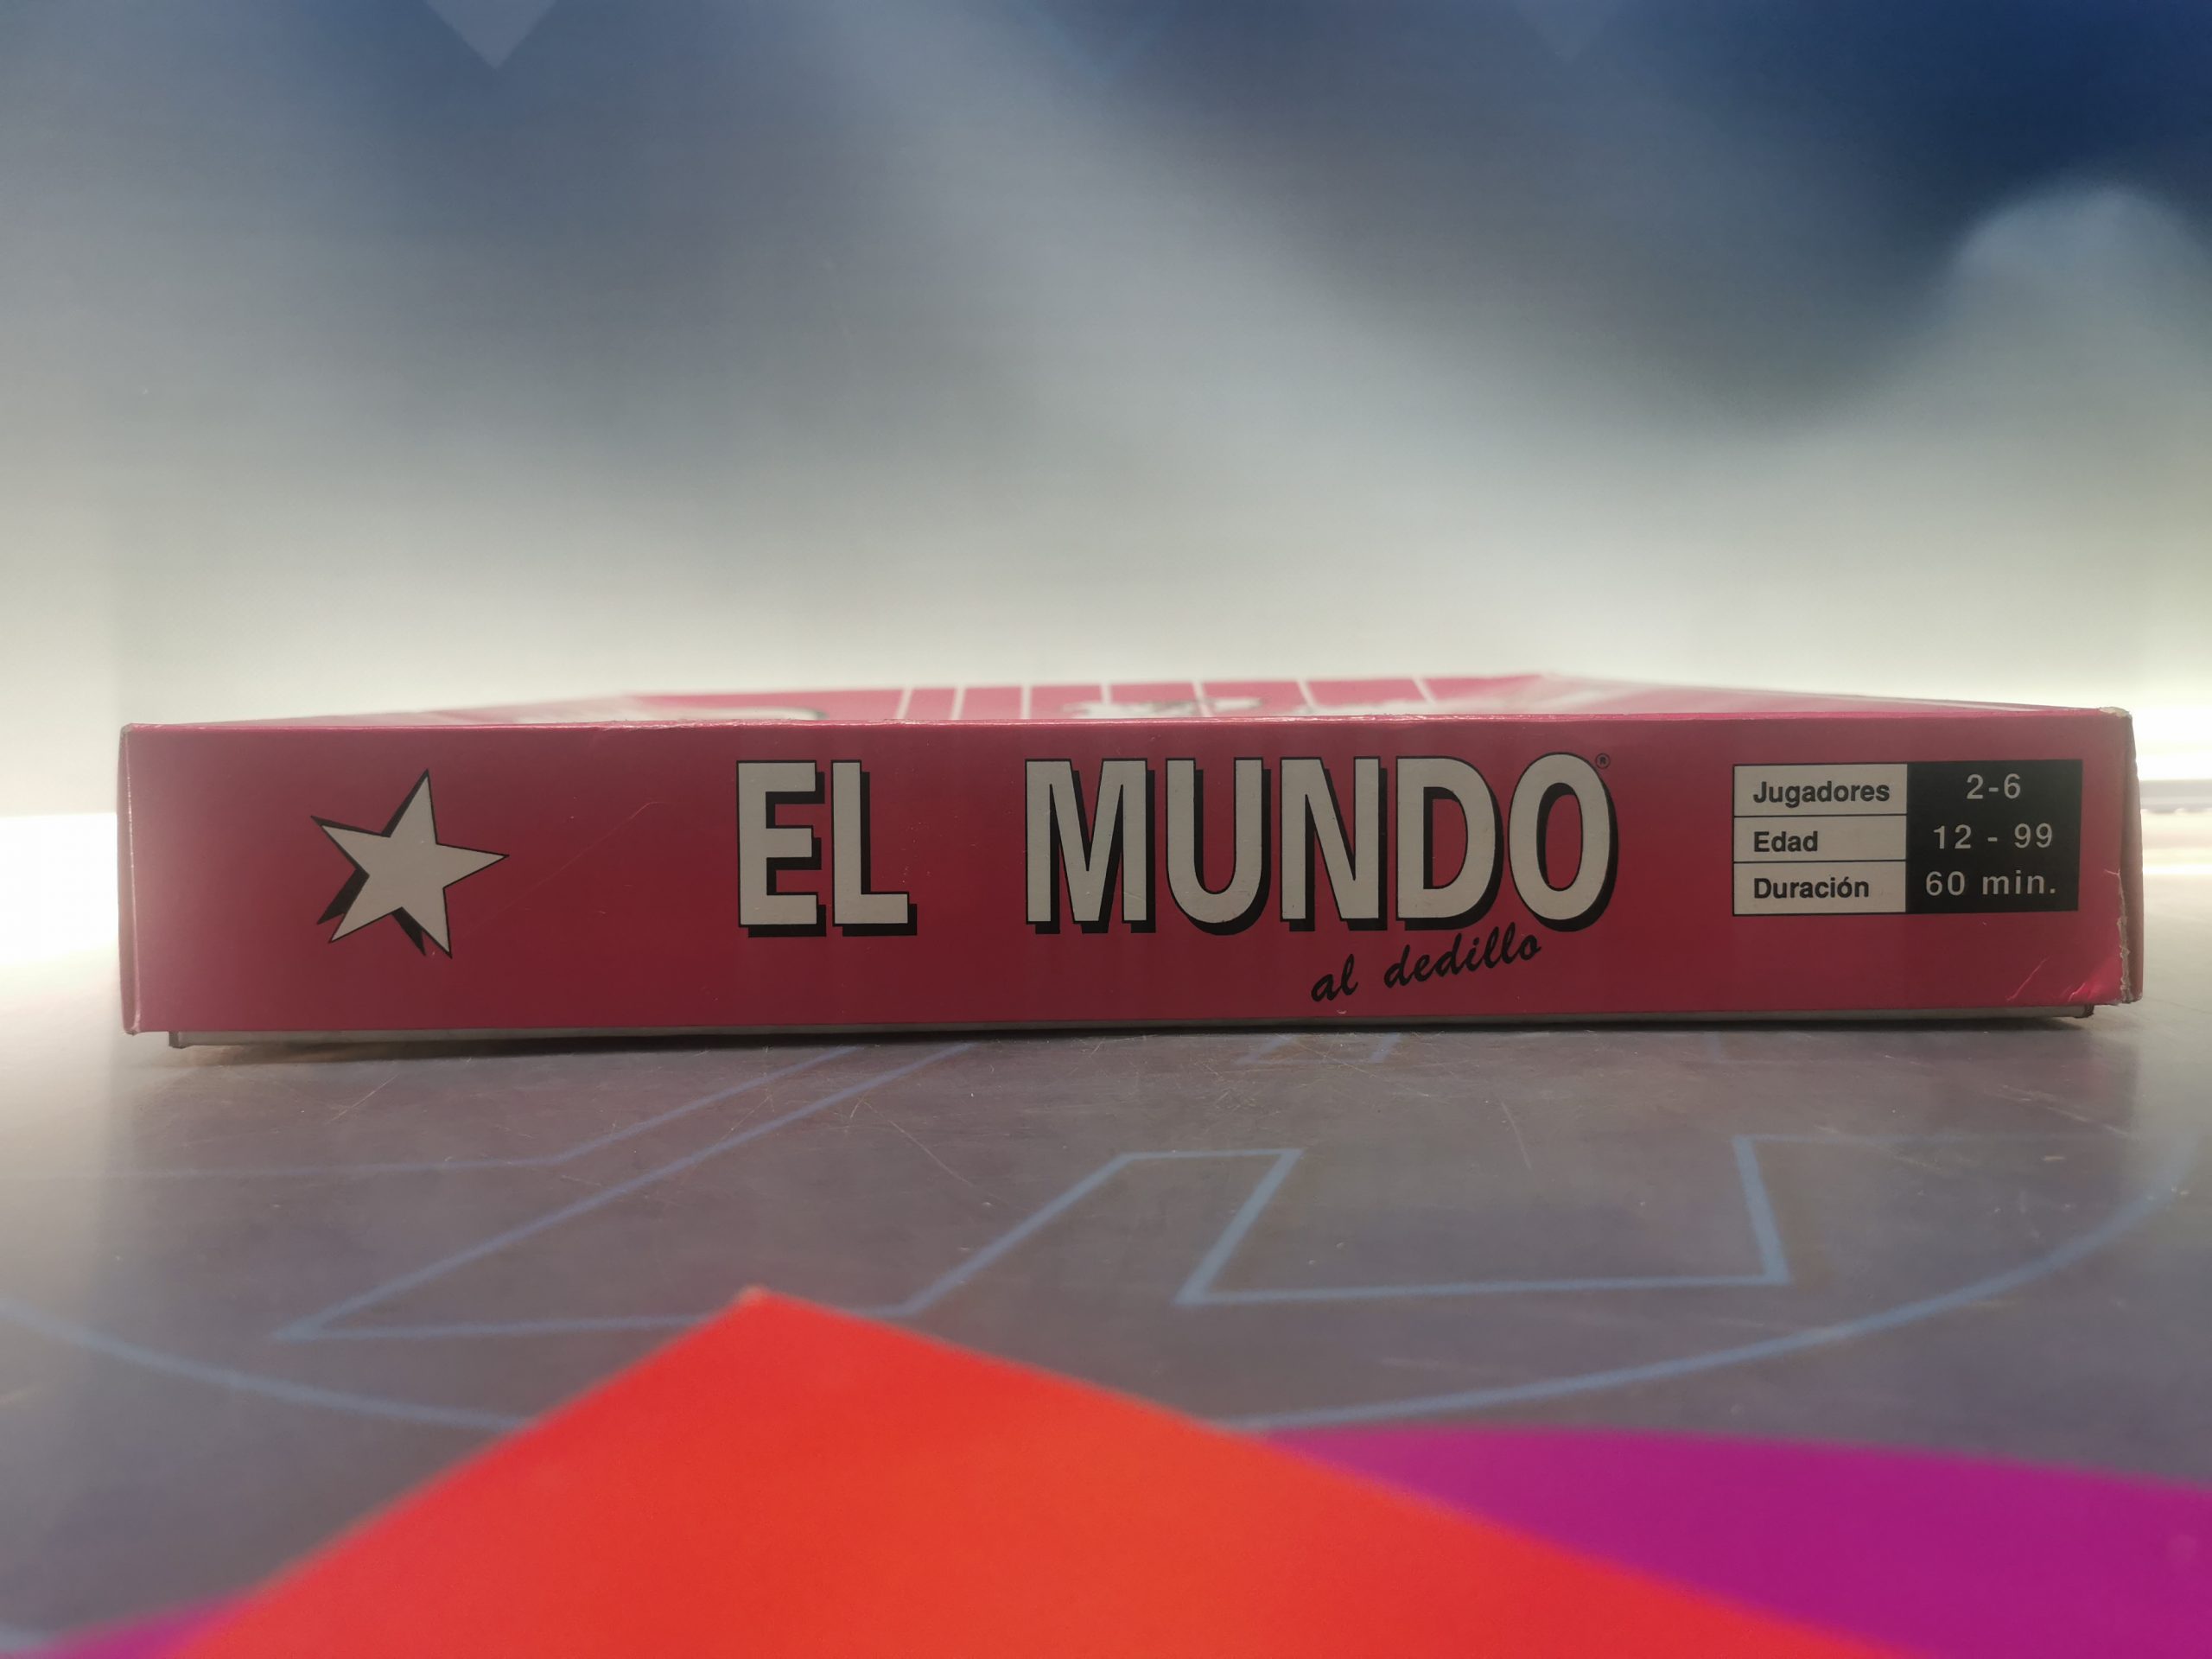 EL MUNDO®
al dedillo
Jugadores 2-6
Edad 12 - 99
Duración 60 min.